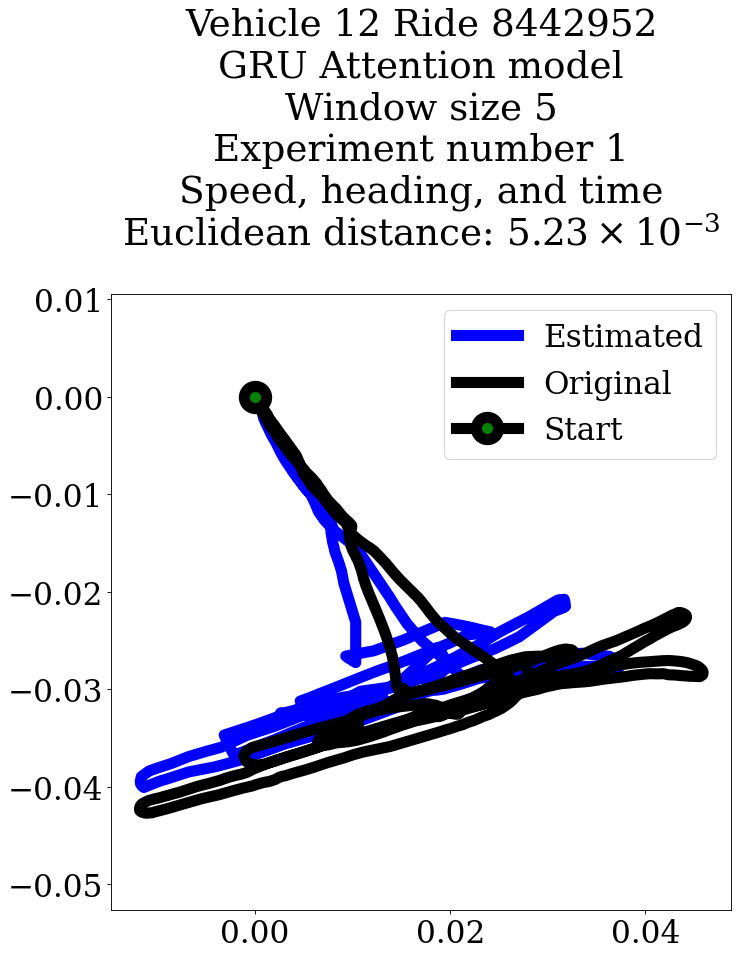 Vehicle 12 Ride 8442952
GRU Attention model
Window size 5
Experiment number 1
Speed, heading, and time
Euclidean distance: 5.23 × 10⁻³
0.01
Estimated
0.00
Original
Start
−0.01
−0.02
−0.03
−0.04
−0.05
0.00 0.02 0.04